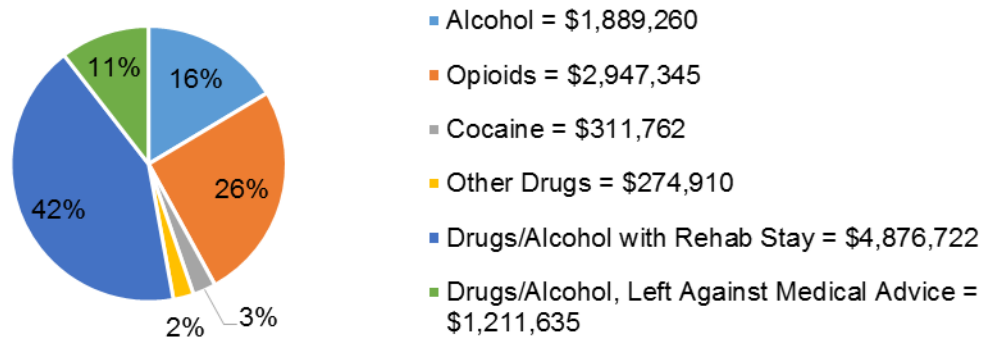 Alcohol = $1,889,260
Opioids = $2,947,345
Cocaine = $311,762
Other Drugs = $274,910
Drugs/Alcohol with Rehab Stay = $4,876,722
Drugs/Alcohol, Left Against Medical Advice =
$1,211,635
11%
16%
26%
42%
3%
2%